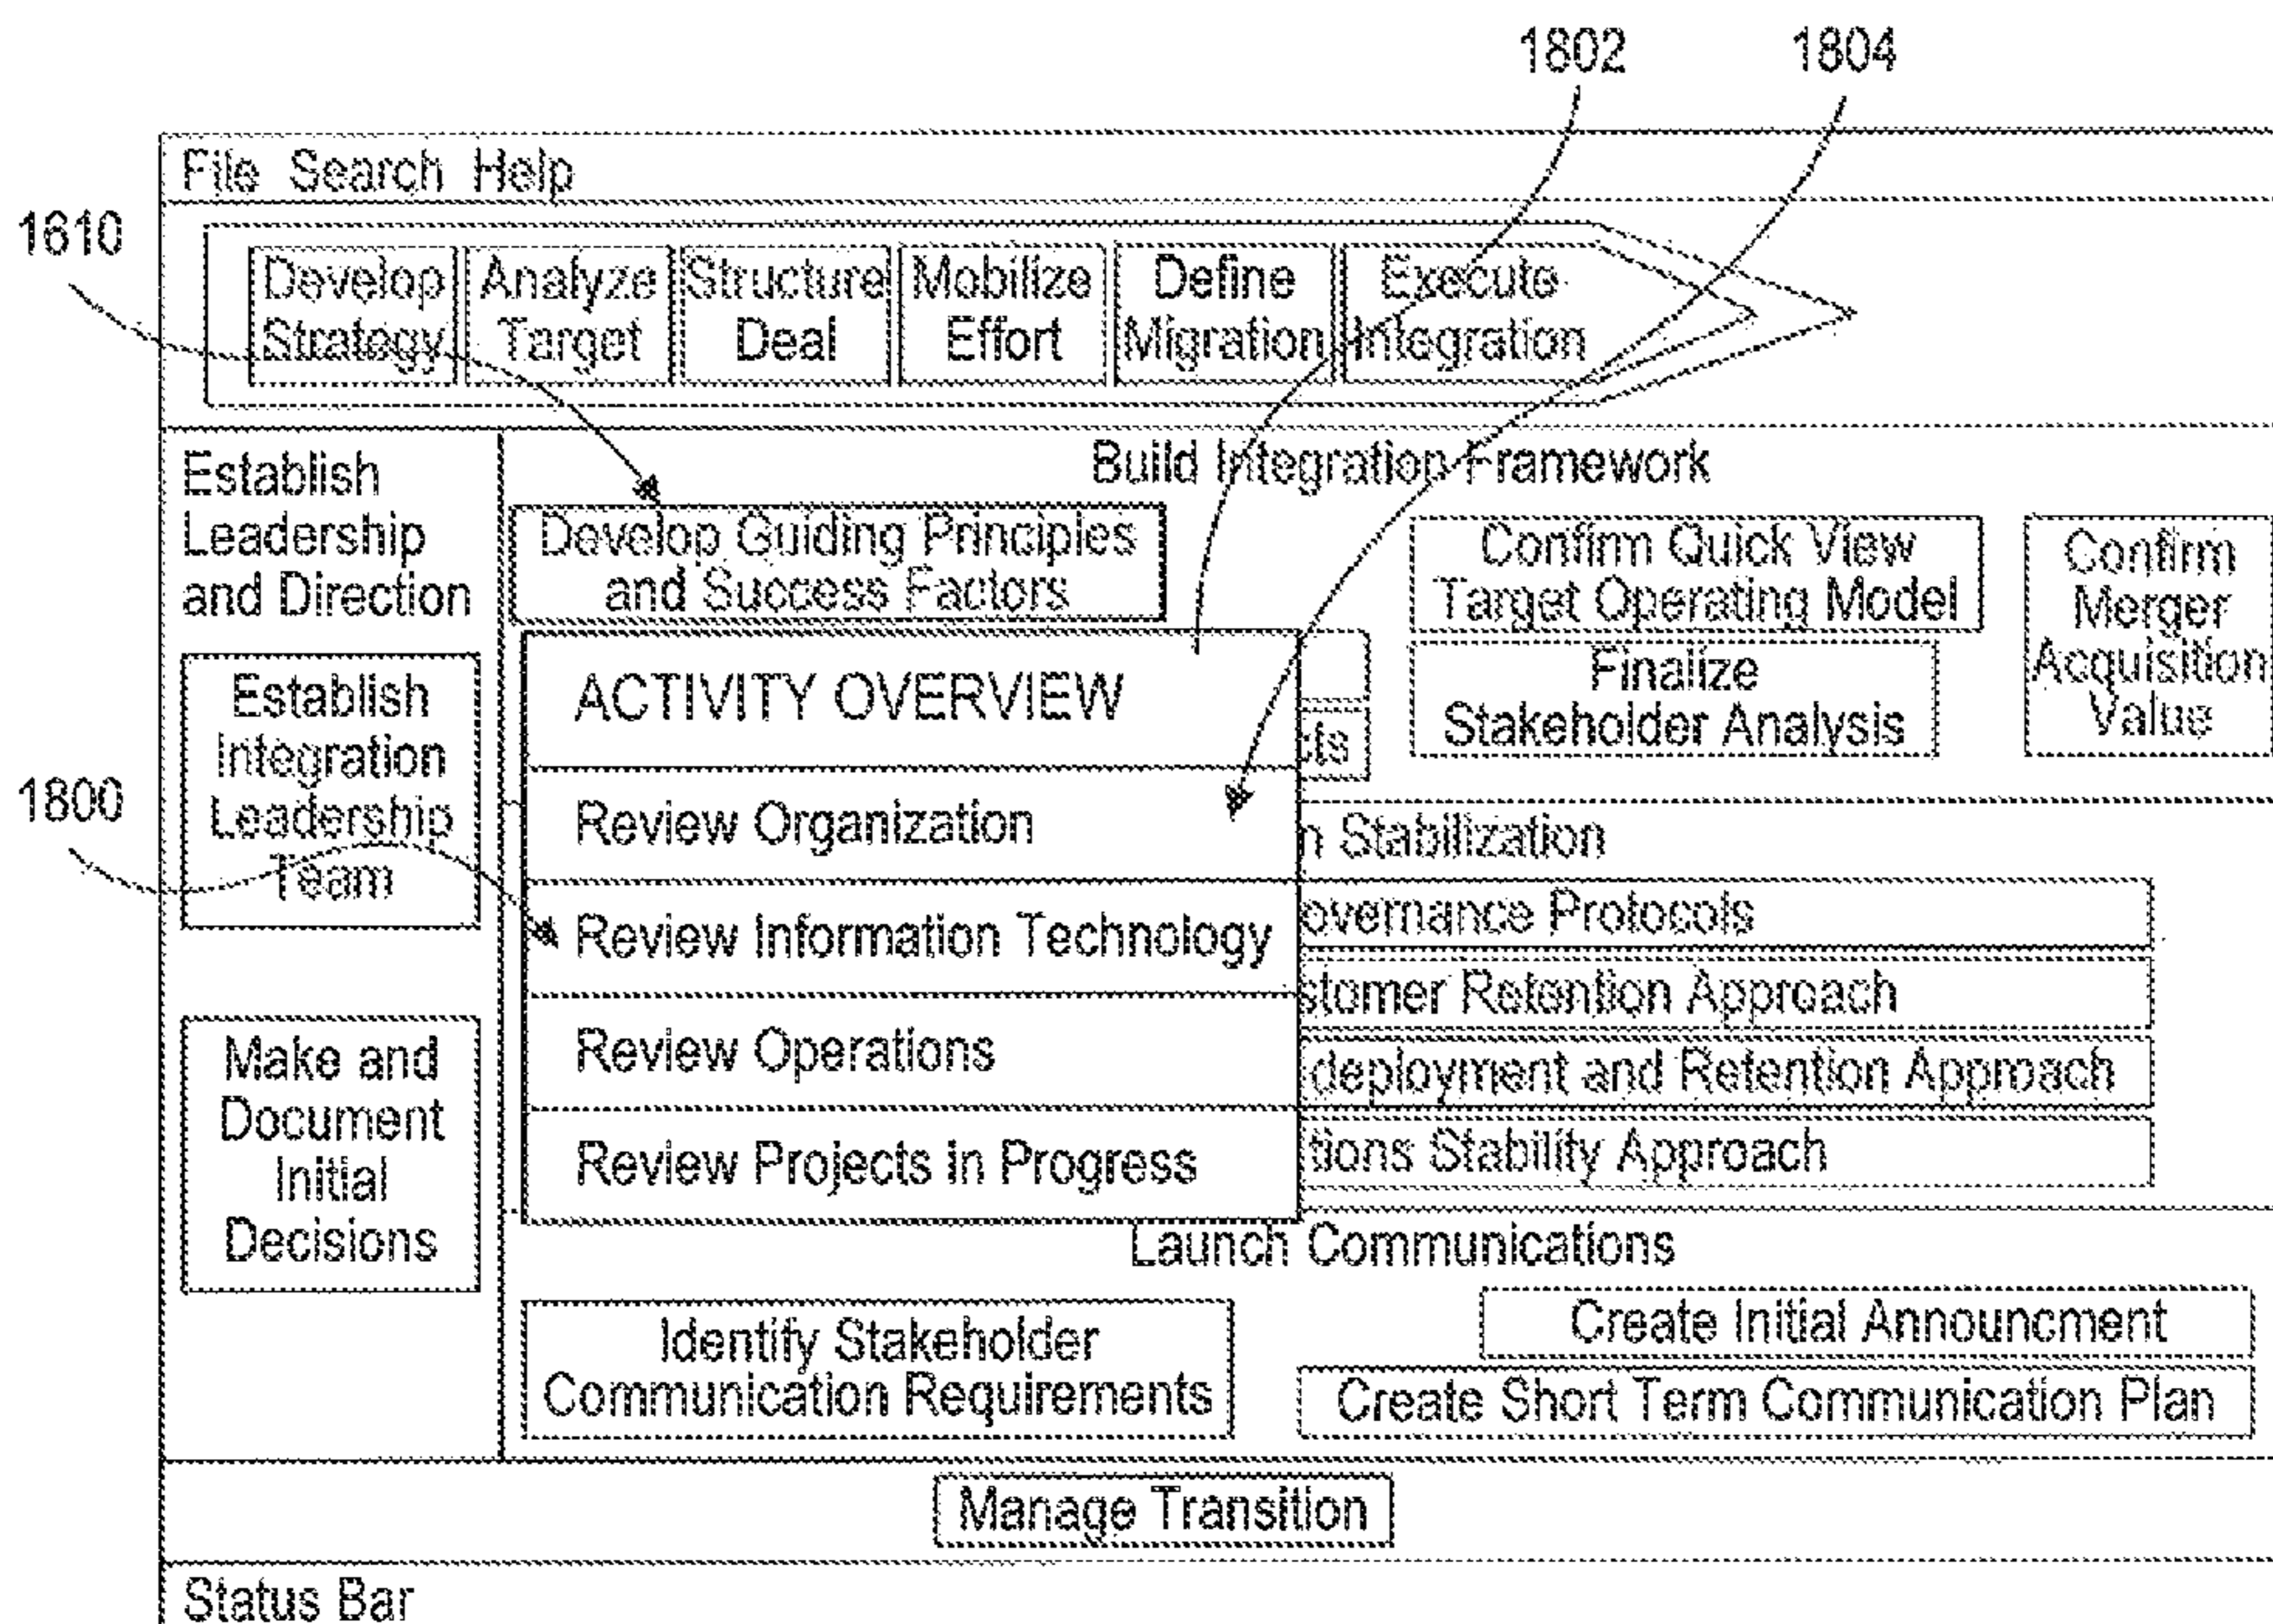 1802 1804
File Search Help
1610
Develop Strategy
Analyze Target
Structure Deal
Mobilize Effort
Define Migration
Execute Integration
Establish
Leadership
and Direction
Build Integration Framework
Develop Guiding Principles
and Success Factors
Confirm Quick View
Target Operating Model
Confirm
Merger
Acquisition
Value
Finalize
Stakeholder Analysis
Establish
Integration
Leadership
Team
1800
ACTIVITY OVERVIEW
Review Organization
Review Information Technology
Review Operations
Review Projects in Progress
cts
n Stabilization
overnance Protocols
stomer Retention Approach
deployment and Retention Approach
tions Stability Approach
Make and
Document
Initial
Decisions
Launch Communications
Identify Stakeholder
Communication Requirements
Create Initial Announcment
Create Short Term Communication Plan
Manage Transition
Status Bar